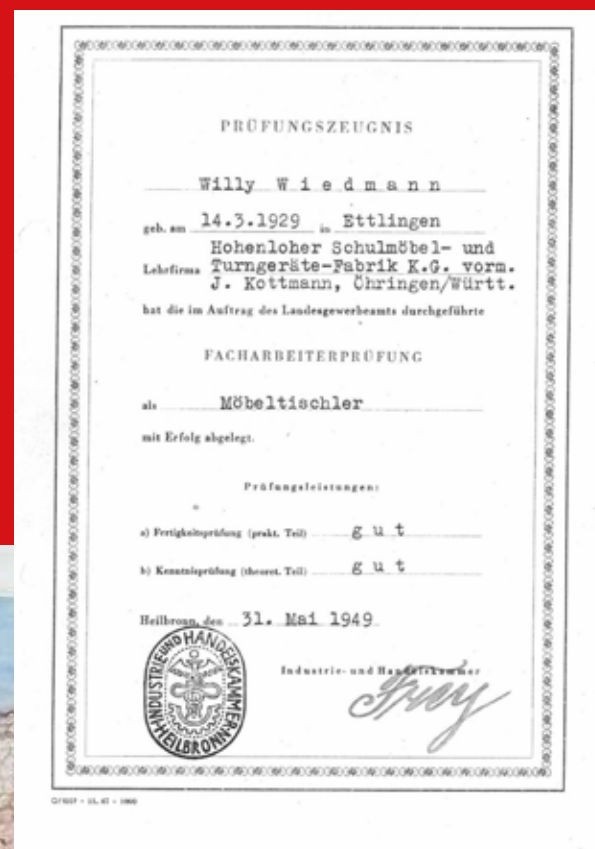 PRÜFUNGSZEUGNIS
Willy Wiedmann
geb. am 14.3.1929 in Ettlingen
Hohenloher Schulmöbel- und
Lehrfirma Turngeräte-Fabrik K.G. vorm.
J. Kottmann, Öhringen/Württ.
hat die im Auftrag des Landesgewerbeamts durchgeführte
FACHARBEITERPRÜFUNG
als Möbeltischler
mit Erfolg abgelegt.
Prüfungsleistungen:
a) Fertigkeitsprüfung (prakt. Teil) gut
b) Kenntnisprüfung (theoret. Teil) gut
Heilbronn, den 31. Mai 1949
INDUSTRIE UND HANDELSKAMMER
HEILBRONN
Industrie- und Handelskammer